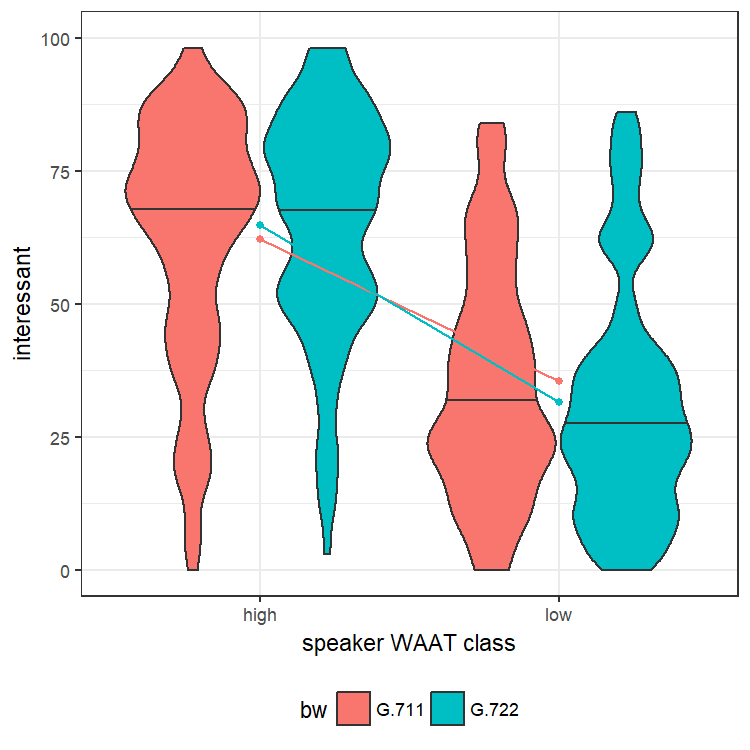 100
75
50
25
0
interessant
high low
speaker WAAT class
bw G.711 G.722